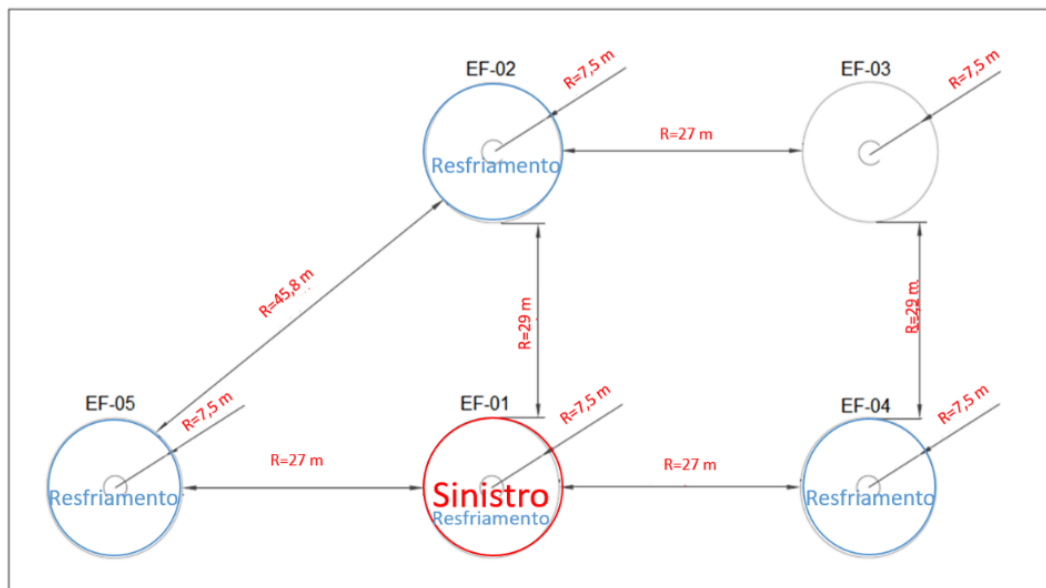 EF-02
R=7,5 m
EF-03
R=7,5 m
R=27 m
Resfriamento
R=45,8 m
R=29 m
R=29 m
EF-05
R=7,5 m
EF-01
R=7,5 m
EF-04
R=7,5 m
R=27 m
R=27 m
Resfriamento
Sinistro
Resfriamento
Resfriamento